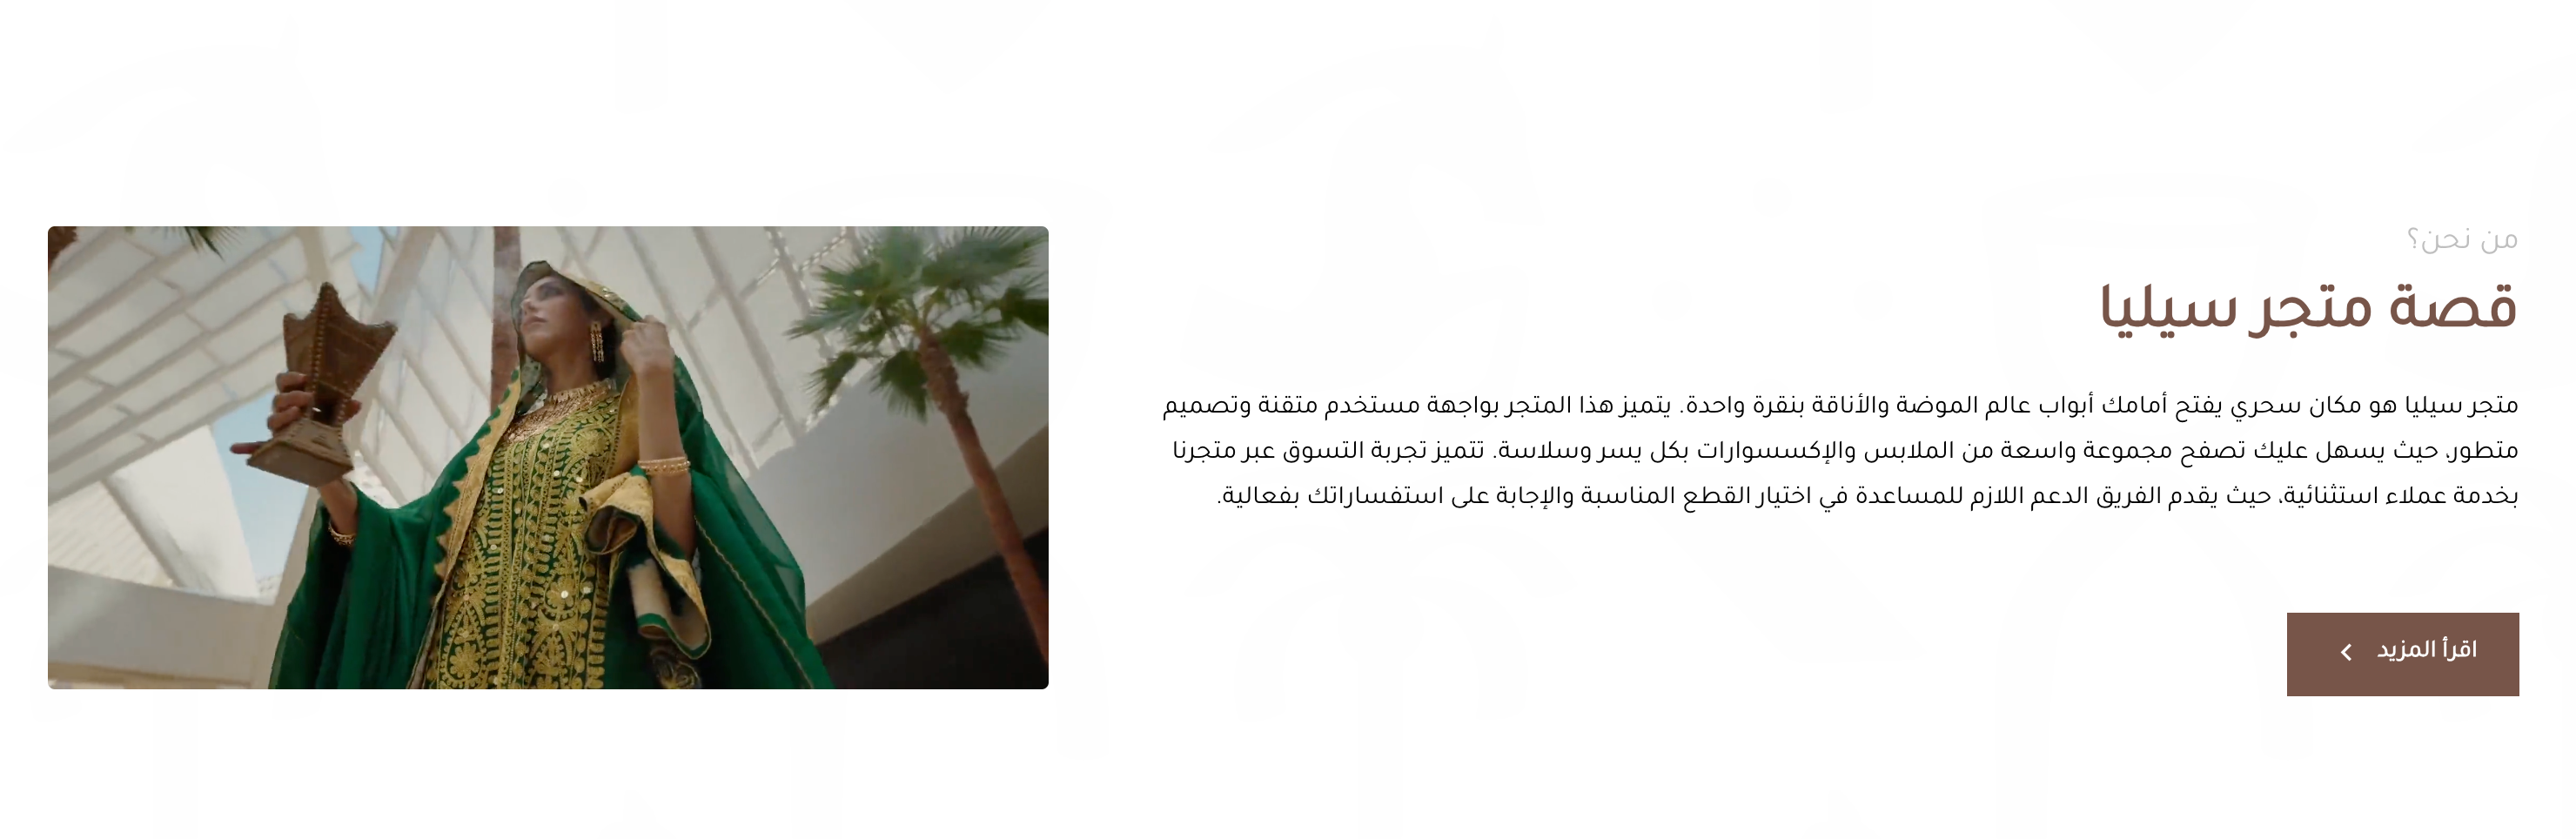 من نحن؟
قصة متجر سيليا
متجر سيليا هو مكان سحري يفتح أمامك أبواب عالم الموضة والأناقة بنقرة واحدة. يتميز هذا المتجر بواجهة مستخدم متقنة وتصميم
متطور، حيث يسهل عليك تصفح مجموعة واسعة من الملابس والإكسسوارات بكل يسر وسلاسة. تتميز تجربة التسوق عبر متجرنا
بخدمة عملاء استثنائية، حيث يقدم الفريق الدعم اللازم للمساعدة في اختيار القطع المناسبة والإجابة على استفساراتك بفعالية.
اقرأ المزيد